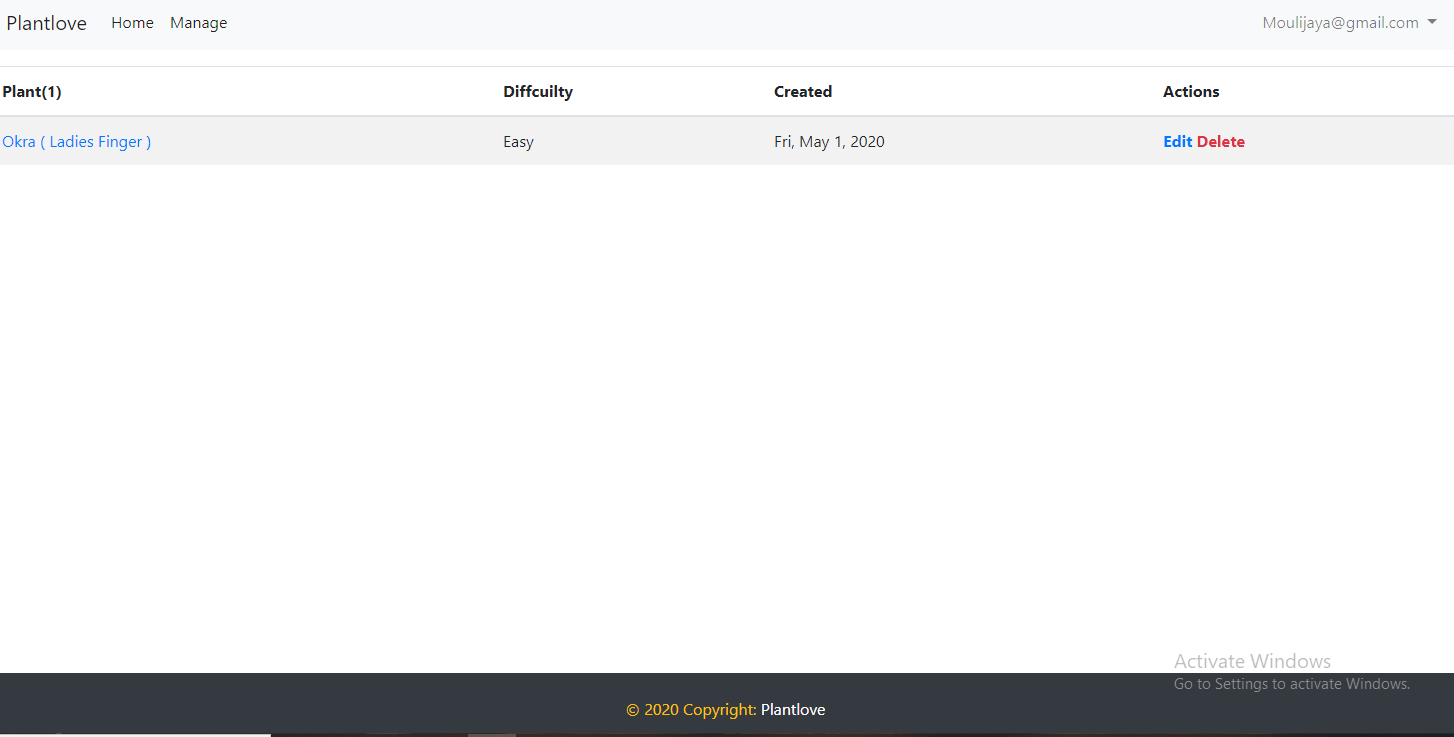 Plantlove Home Manage Moulijaya@gmail.com
Plant(1) Diffcuilty Created Actions
Okra ( Ladies Finger ) Easy Fri, May 1, 2020 Edit Delete
Activate Windows
Go to Settings to activate Windows.
© 2020 Copyright: Plantlove